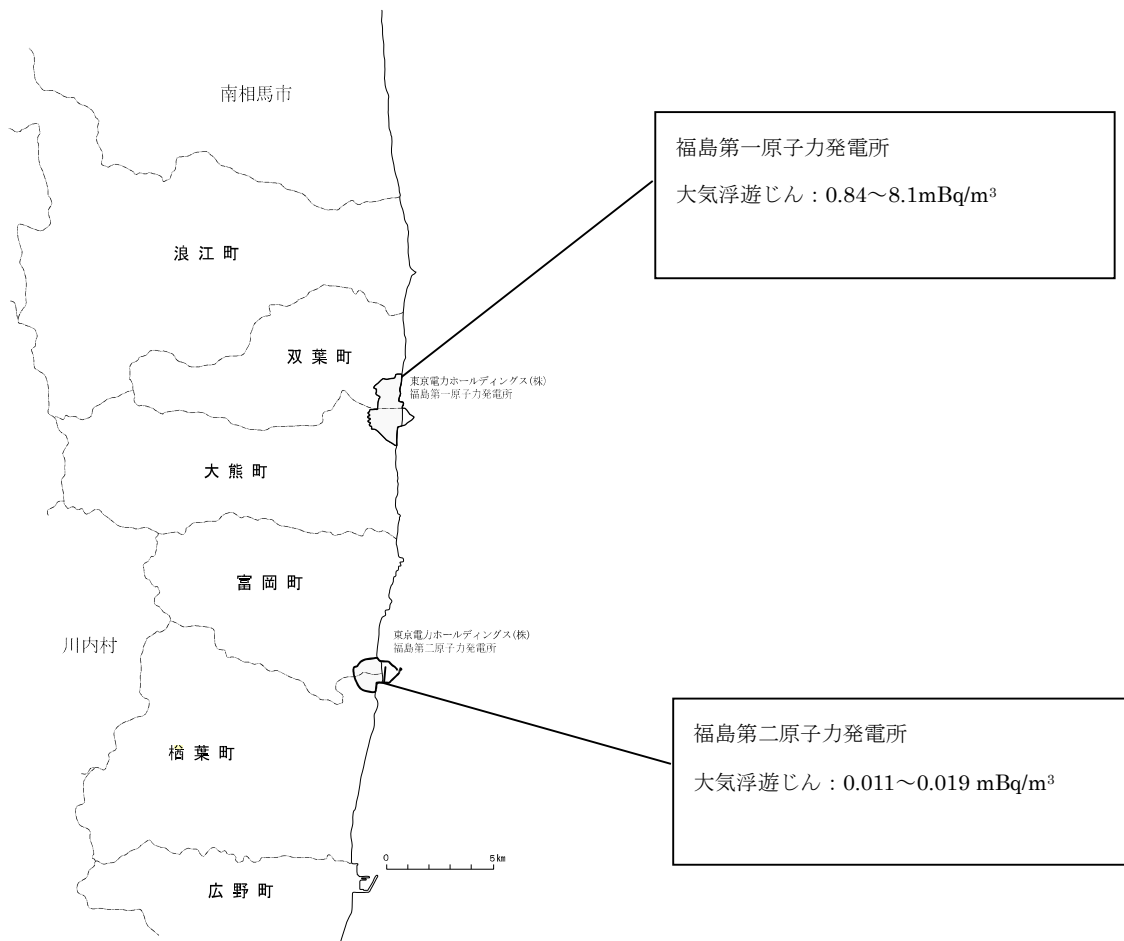 南相馬市
福島第一原子力発電所
大気浮遊じん：0.84～8.1mBq/m³
浪江町
双葉町
東京電力ホールディングス(株)
福島第一原子力発電所
大熊町
富岡町
東京電力ホールディングス(株)
福島第二原子力発電所
川内村
福島第二原子力発電所
大気浮遊じん：0.011～0.019 mBq/m³
楢葉町
0 5km
広野町